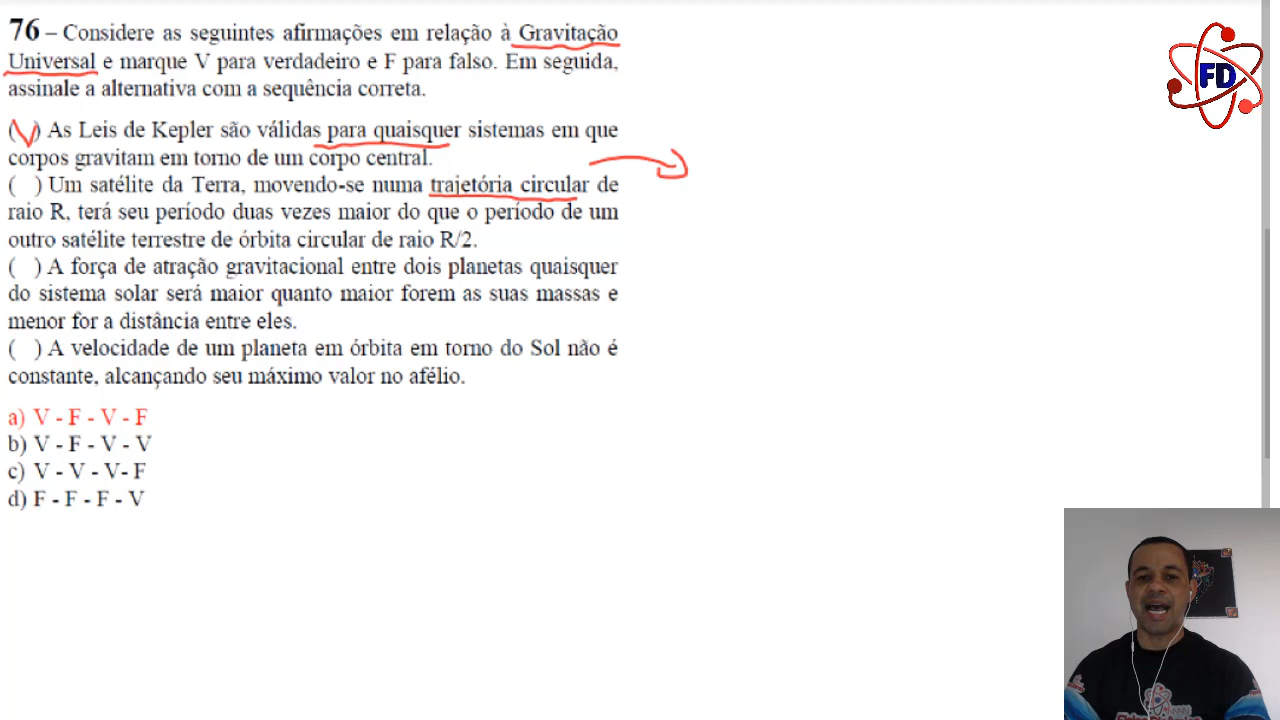 76 – Considere as seguintes afirmações em relação à Gravitação
Universal e marque V para verdadeiro e F para falso. Em seguida,
assinale a alternativa com a sequência correta.
(V) As Leis de Kepler são válidas para quaisquer sistemas em que
corpos gravitam em torno de um corpo central.
( ) Um satélite da Terra, movendo-se numa trajetória circular de
raio R, terá seu período duas vezes maior do que o período de um
outro satélite terrestre de órbita circular de raio R/2.
( ) A força de atração gravitacional entre dois planetas quaisquer
do sistema solar será maior quanto maior forem as suas massas e
menor for a distância entre eles.
( ) A velocidade de um planeta em órbita em torno do Sol não é
constante, alcançando seu máximo valor no afélio.
a) V - F - V - F
b) V - F - V - V
c) V - V - V- F
d) F - F - F - V
FD